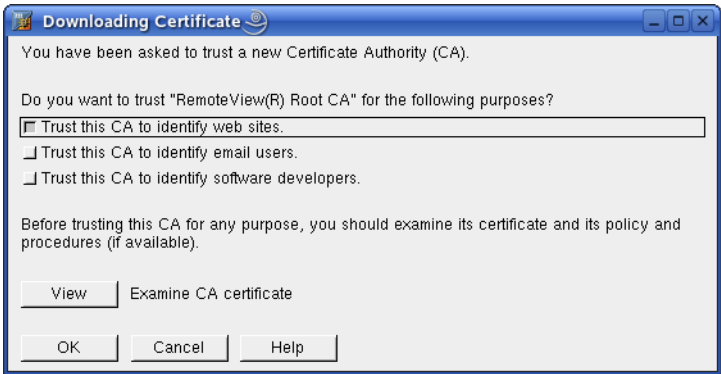 Downloading Certificate
You have been asked to trust a new Certificate Authority (CA).
Do you want to trust "RemoteView(R) Root CA" for the following purposes?
Trust this CA to identify web sites.
Trust this CA to identify email users.
Trust this CA to identify software developers.
Before trusting this CA for any purpose, you should examine its certificate and its policy and
procedures (if available).
View Examine CA certificate
OK Cancel Help